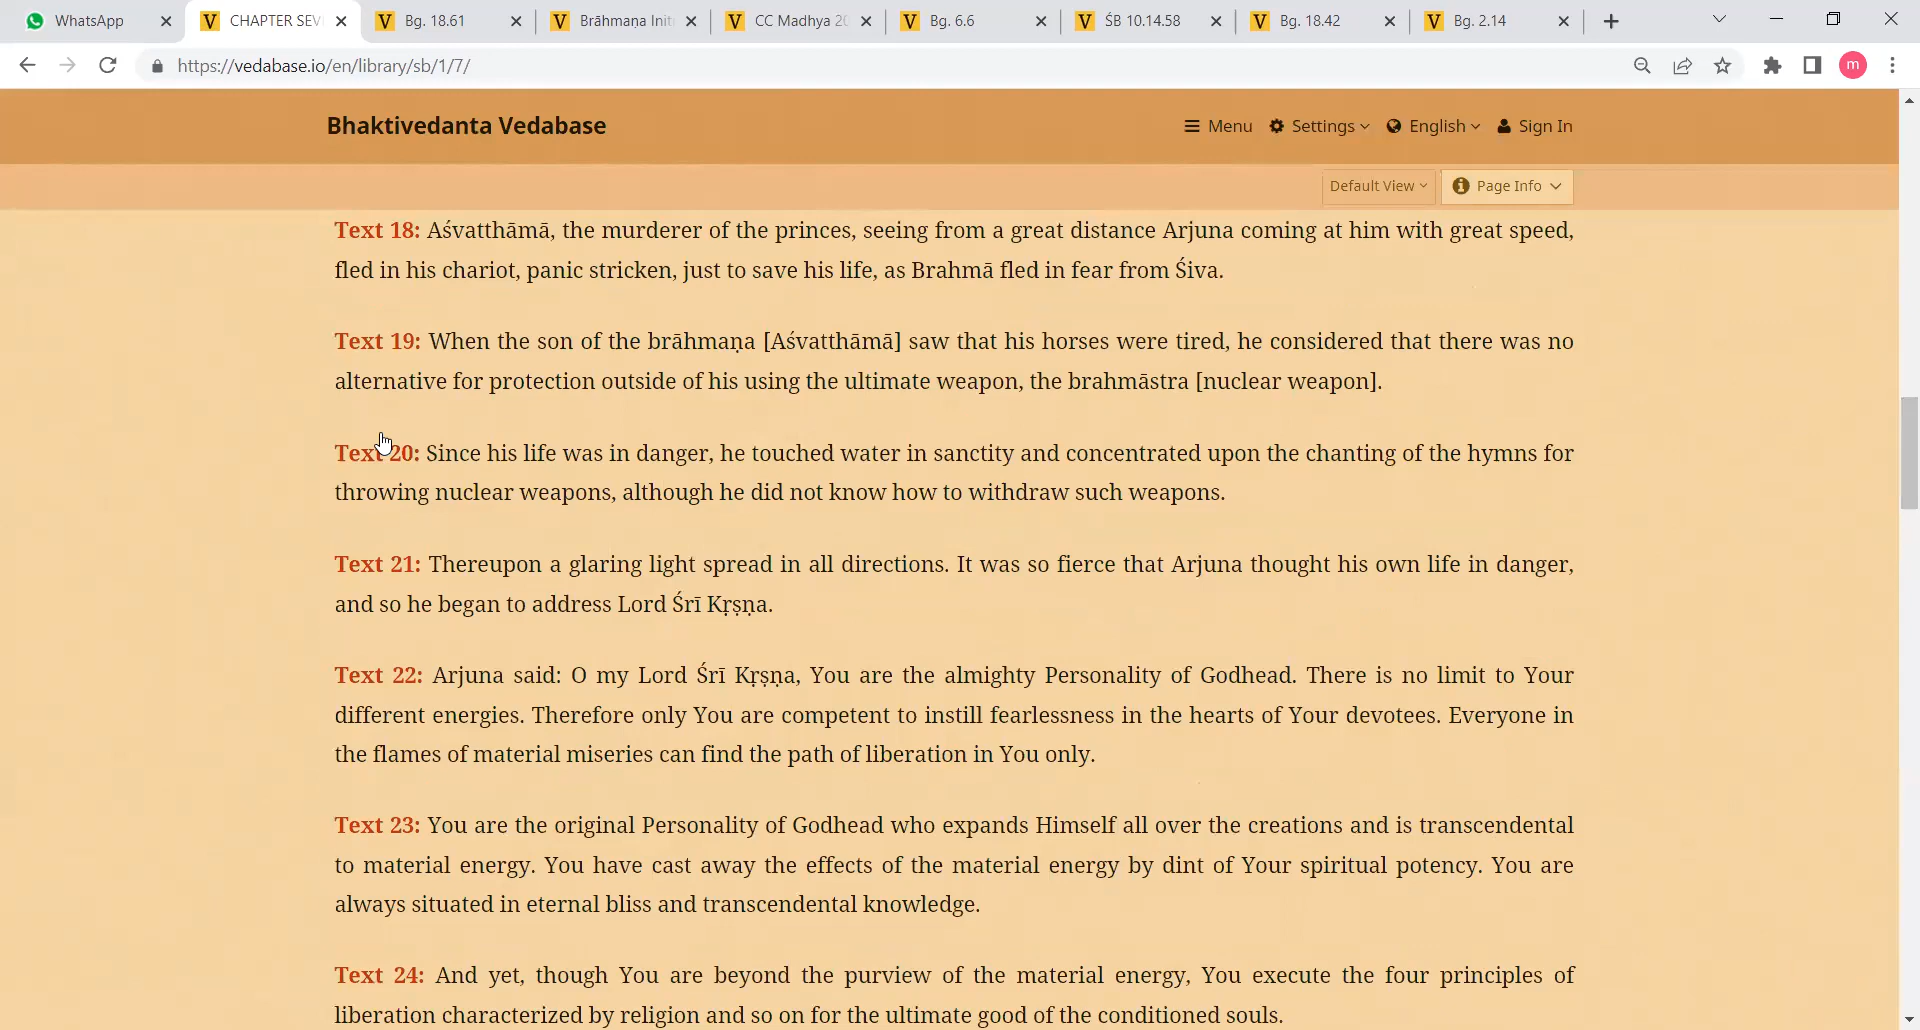 WhatsApp
CHAPTER SEV
Bg. 18.61
Brāhmaṇa Init
CC Madhya 20
Bg. 6.6
ŚB 10.14.58
Bg. 18.42
Bg. 2.14
https://vedabase.io/en/library/sb/1/7/
m
Bhaktivedanta Vedabase
Menu
Settings
English
Sign In
Default View
Page Info
Text 18: Aśvatthāmā, the murderer of the princes, seeing from a great distance Arjuna coming at him with great speed,
fled in his chariot, panic stricken, just to save his life, as Brahmā fled in fear from Śiva.
Text 19: When the son of the brāhmaṇa [Aśvatthāmā] saw that his horses were tired, he considered that there was no
alternative for protection outside of his using the ultimate weapon, the brahmāstra [nuclear weapon].
Text 20: Since his life was in danger, he touched water in sanctity and concentrated upon the chanting of the hymns for
throwing nuclear weapons, although he did not know how to withdraw such weapons.
Text 21: Thereupon a glaring light spread in all directions. It was so fierce that Arjuna thought his own life in danger,
and so he began to address Lord Śrī Kṛṣṇa.
Text 22: Arjuna said: O my Lord Śrī Kṛṣṇa, You are the almighty Personality of Godhead. There is no limit to Your
different energies. Therefore only You are competent to instill fearlessness in the hearts of Your devotees. Everyone in
the flames of material miseries can find the path of liberation in You only.
Text 23: You are the original Personality of Godhead who expands Himself all over the creations and is transcendental
to material energy. You have cast away the effects of the material energy by dint of Your spiritual potency. You are
always situated in eternal bliss and transcendental knowledge.
Text 24: And yet, though You are beyond the purview of the material energy, You execute the four principles of
liberation characterized by religion and so on for the ultimate good of the conditioned souls.